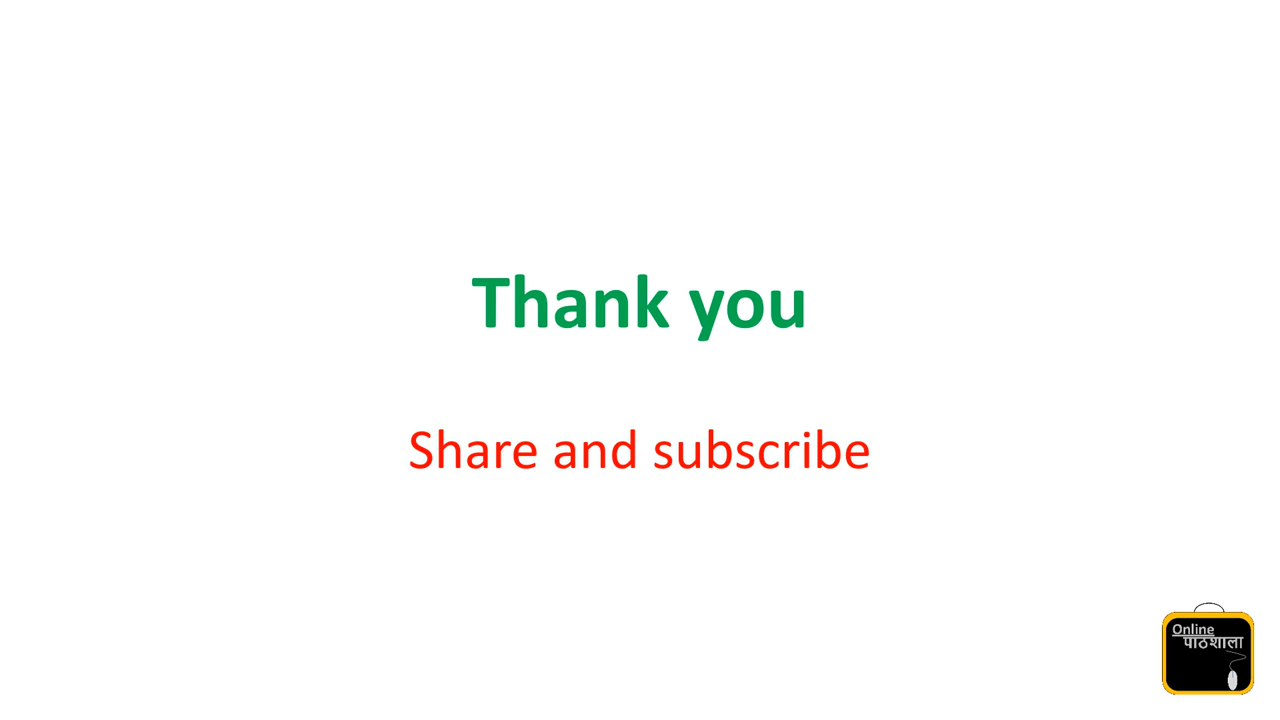 Thank you
Share and subscribe
Online
पाठशाला